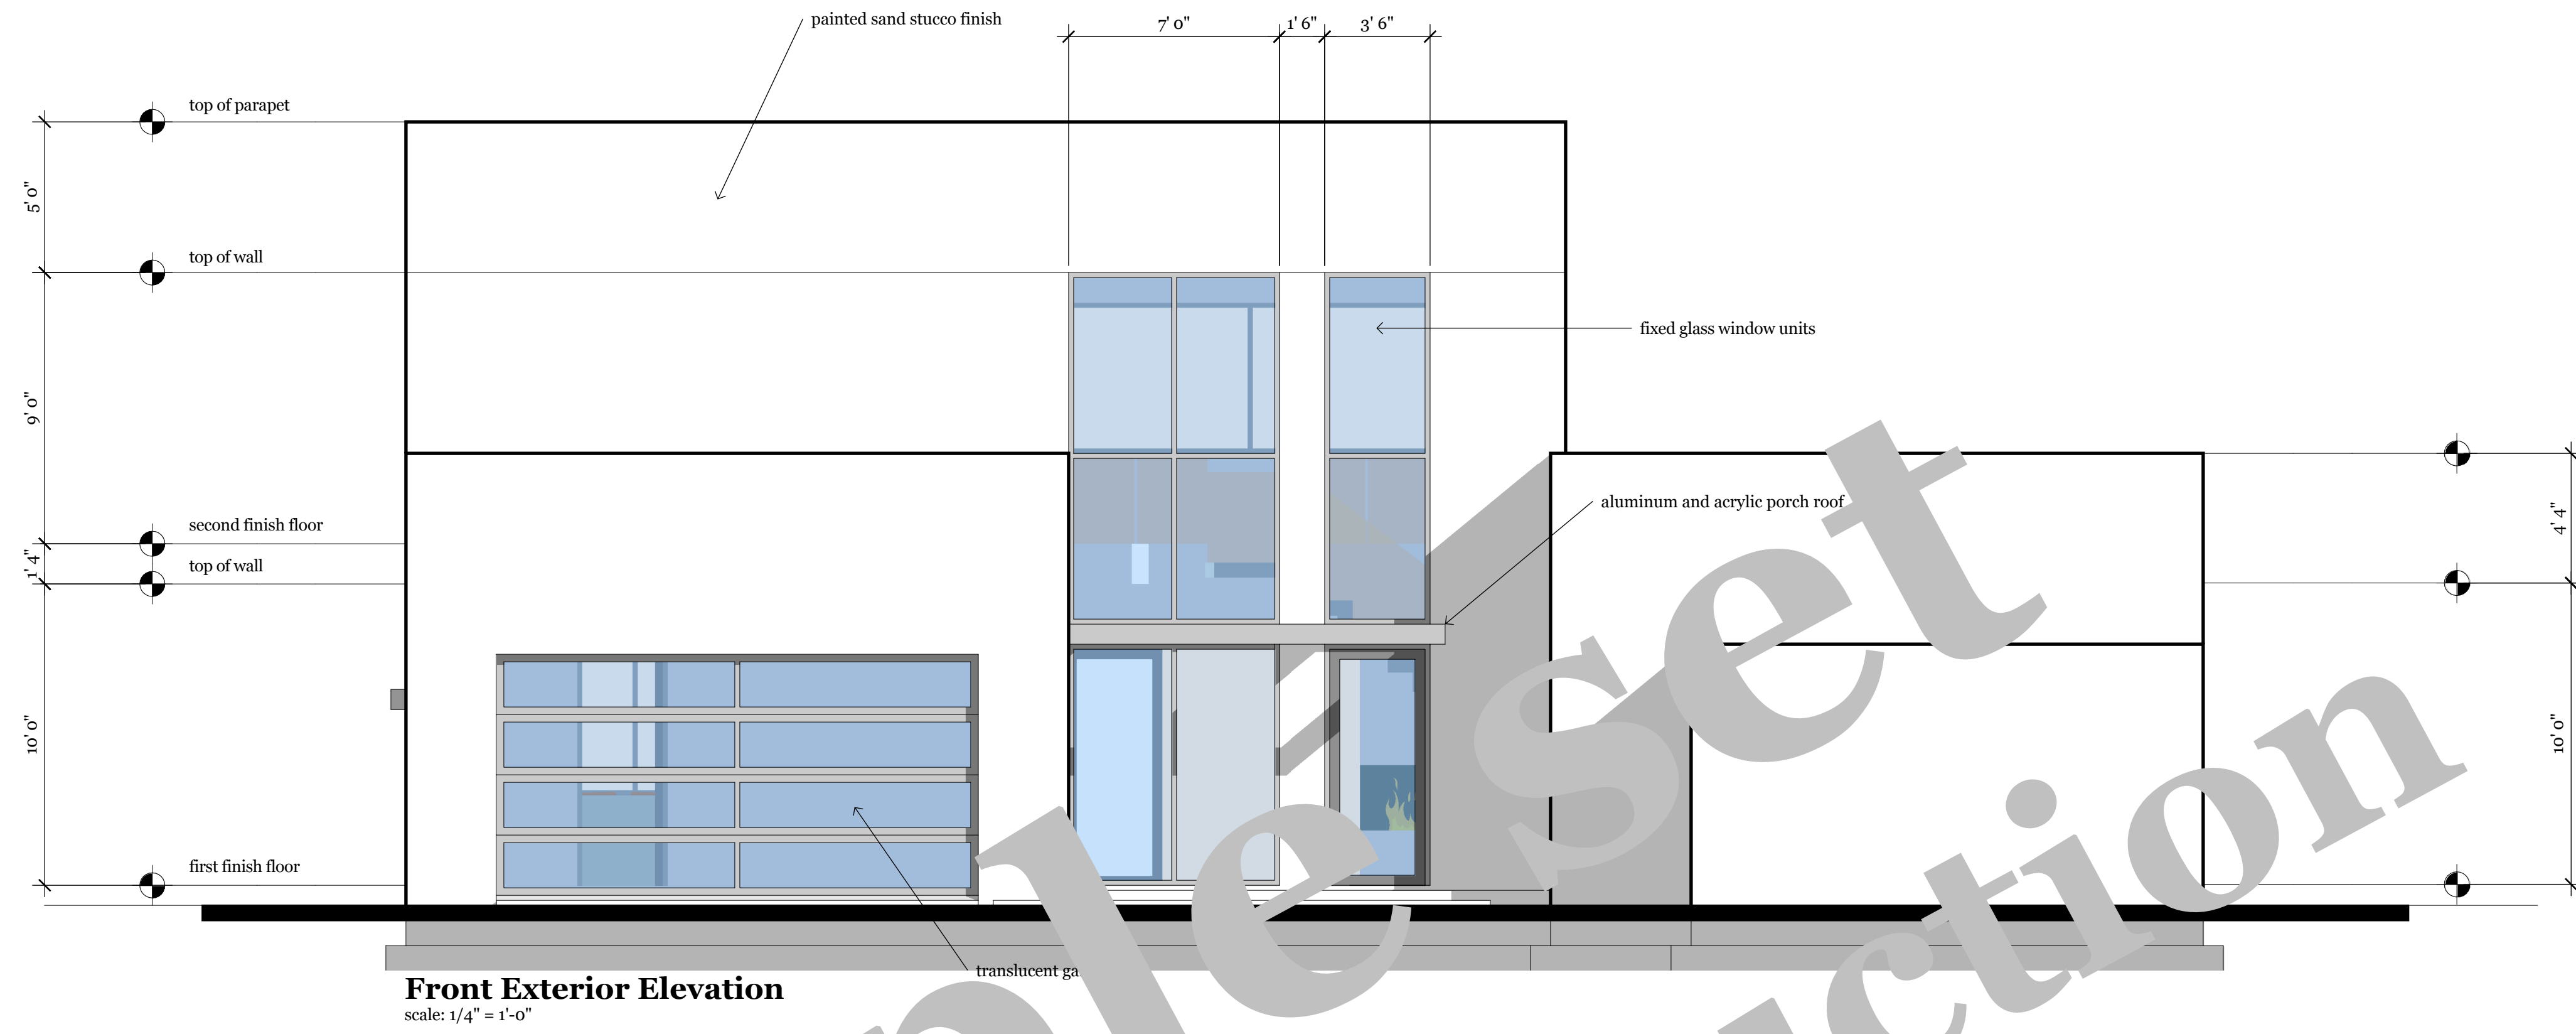 painted sand stucco finish
7' 0"
1' 6"
3' 6"
top of parapet
5' 0"
top of wall
fixed glass window units
9' 0"
aluminum and acrylic porch roof
second finish floor
4' 4"
1' 4"
top of wall
10' 0"
10' 0"
first finish floor
translucent
Front Exterior Elevation
scale: 1/4" = 1'-0"
set